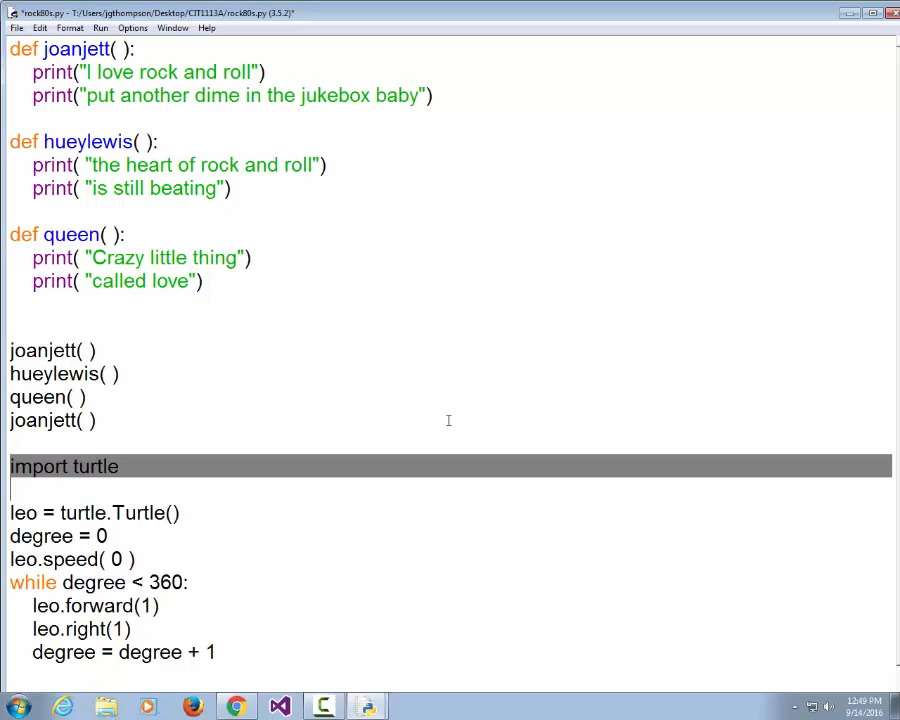 *rock80s.py - T:/Users/jgthompson/Desktop/CIT1113A/rock80s.py (3.5.2)*
File Edit Format Run Options Window Help
def joanjett( ):
    print("I love rock and roll")
    print("put another dime in the jukebox baby")
def hueylewis( ):
    print( "the heart of rock and roll")
    print( "is still beating")
def queen( ):
    print( "Crazy little thing")
    print( "called love")
joanjett( )
hueylewis( )
queen( )
joanjett( )
import turtle
leo = turtle.Turtle()
degree = 0
leo.speed( 0 )
while degree < 360:
    leo.forward(1)
    leo.right(1)
    degree = degree + 1
12:49 PM
9/14/2016